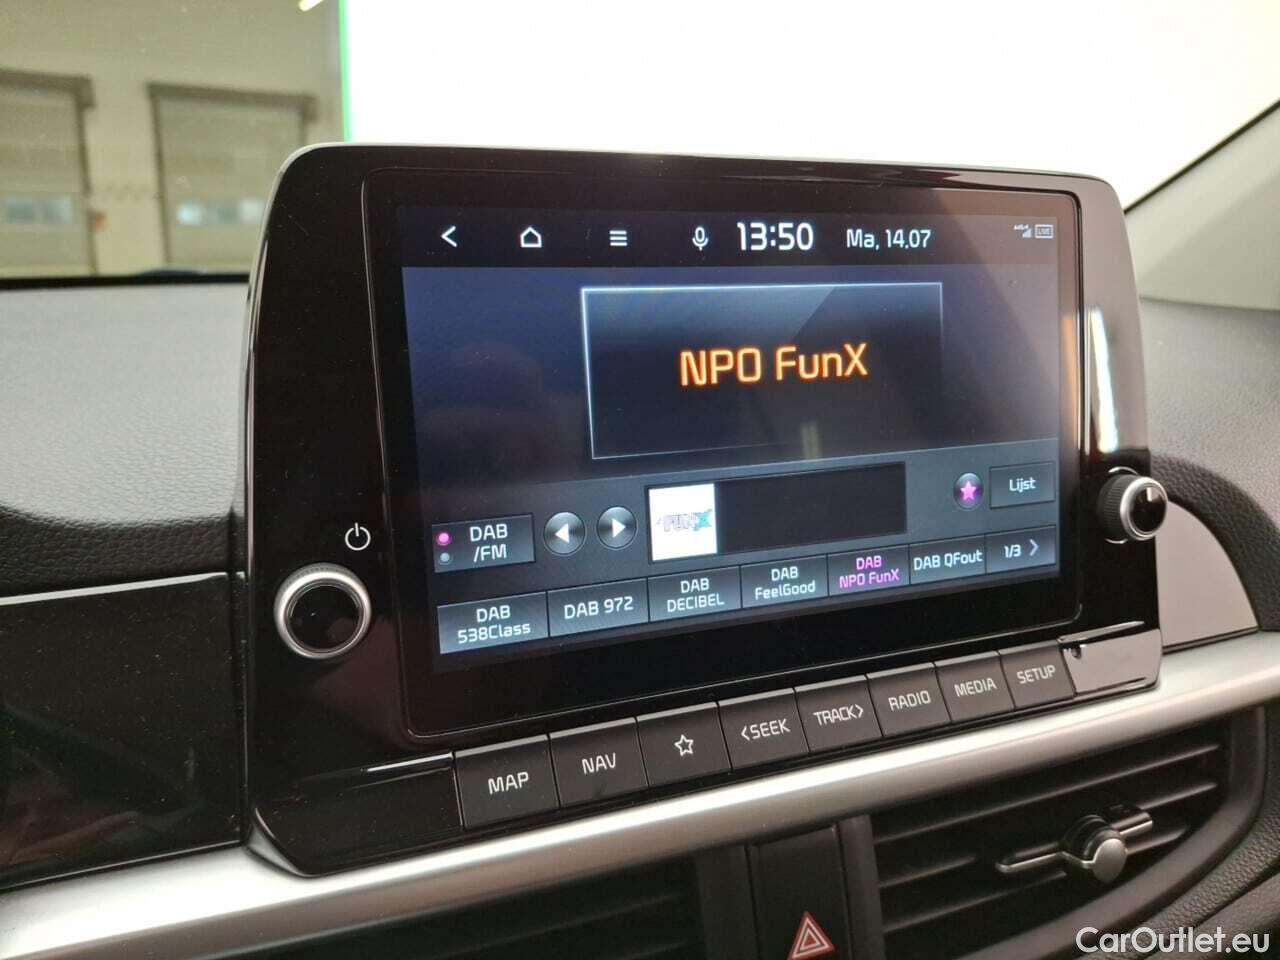 13:50
Ma, 14.07
LIVE
NPO FunX
FUNX
Lijst
DAB
/FM
DAB
538Class
DAB 972
DAB
DECIBEL
DAB
FeelGood
DAB
NPO FunX
DAB QFout
1/3
MAP
NAV
<SEEK
TRACK>
RADIO
MEDIA
SETUP
CarOutlet.eu